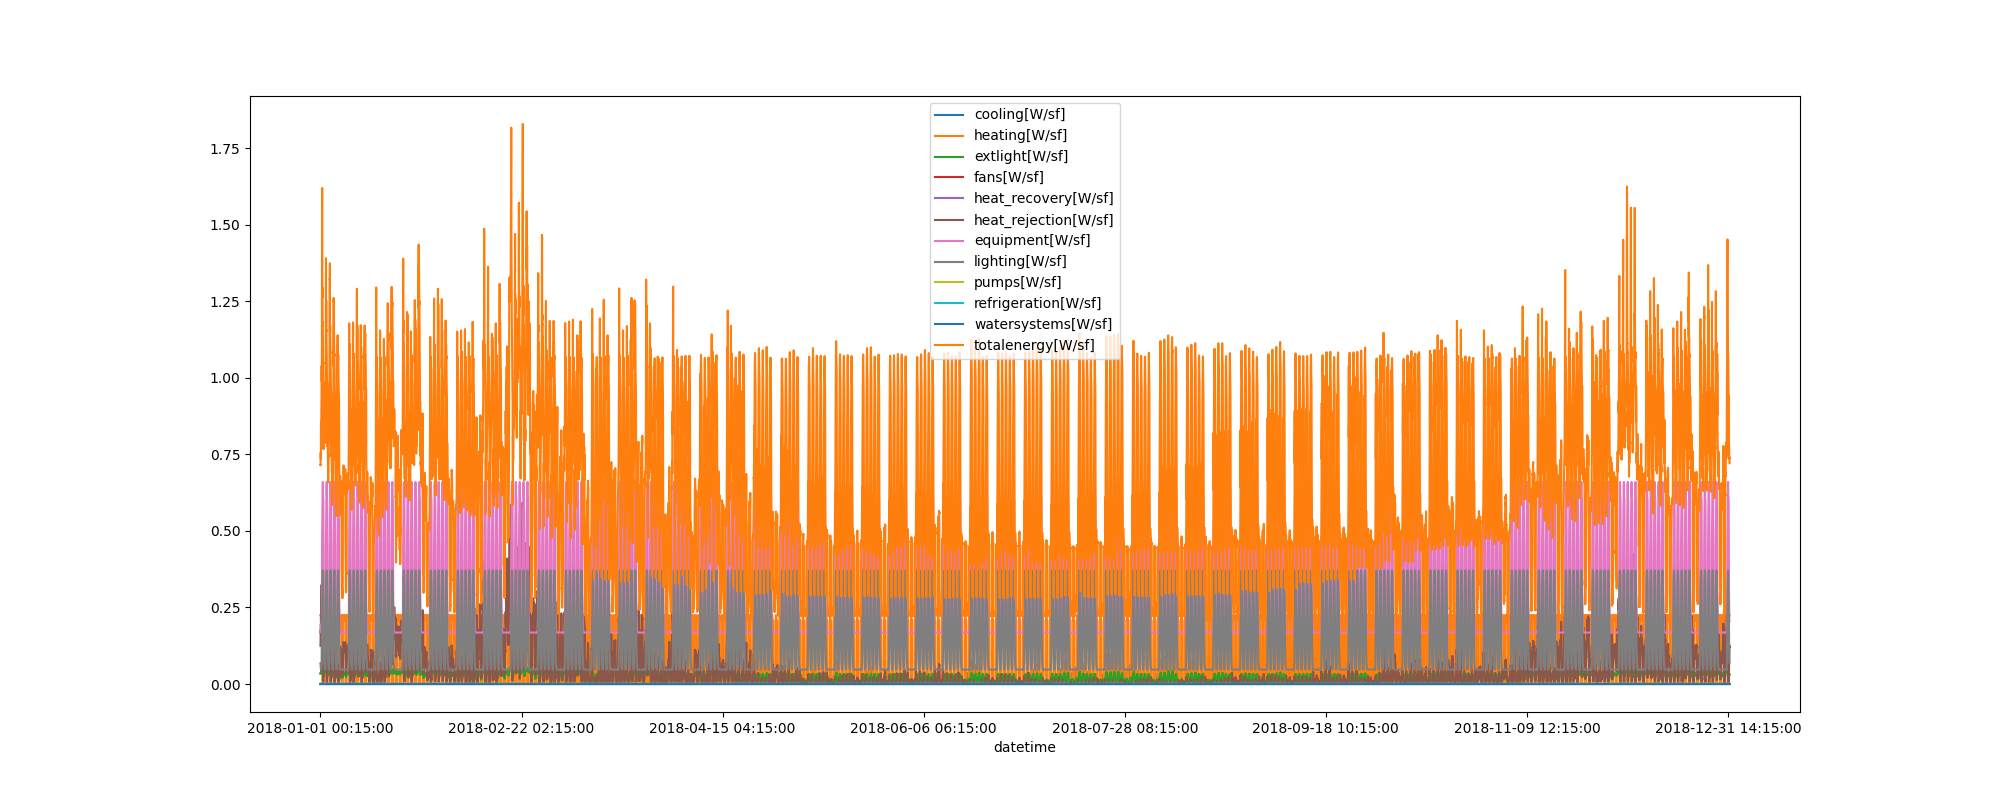 cooling[W/sf]
heating[W/sf]
extlight[W/sf]
fans[W/sf]
heat_recovery[W/sf]
heat_rejection[W/sf]
equipment[W/sf]
lighting[W/sf]
pumps[W/sf]
refrigeration[W/sf]
watersystems[W/sf]
totalenergy[W/sf]
1.75
1.50
1.25
1.00
0.75
0.50
0.25
0.00
2018-01-01 00:15:00 2018-02-22 02:15:00 2018-04-15 04:15:00 2018-06-06 06:15:00 2018-07-28 08:15:00 2018-09-18 10:15:00 2018-11-09 12:15:00 2018-12-31 14:15:00
datetime